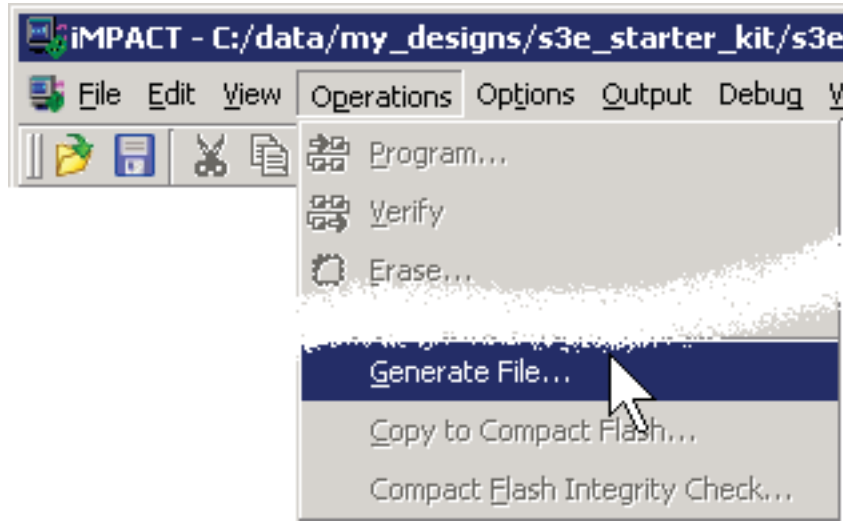 iMPACT - C:/data/my_designs/s3e_starter_kit/s3e
File Edit View Operations Options Output Debug
Program...
Verify
Erase...
Generate File...
Copy to Compact Flash...
Compact Flash Integrity Check...